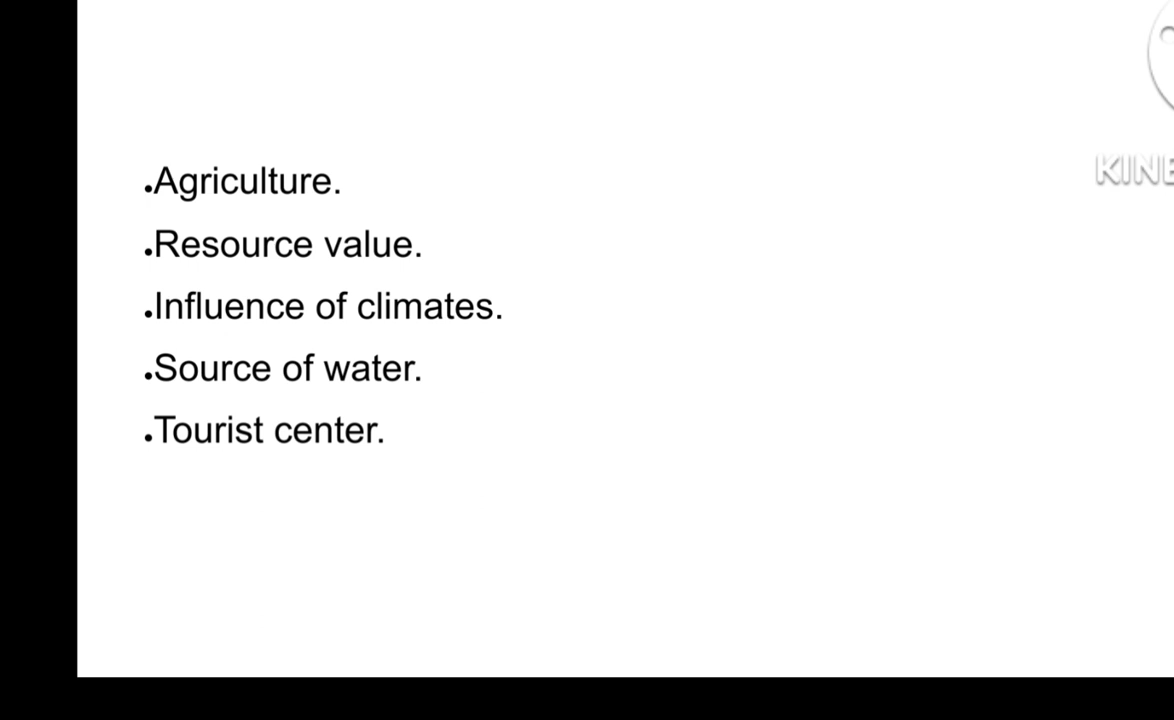 .Agriculture.
.Resource value.
.Influence of climates.
.Source of water.
.Tourist center.